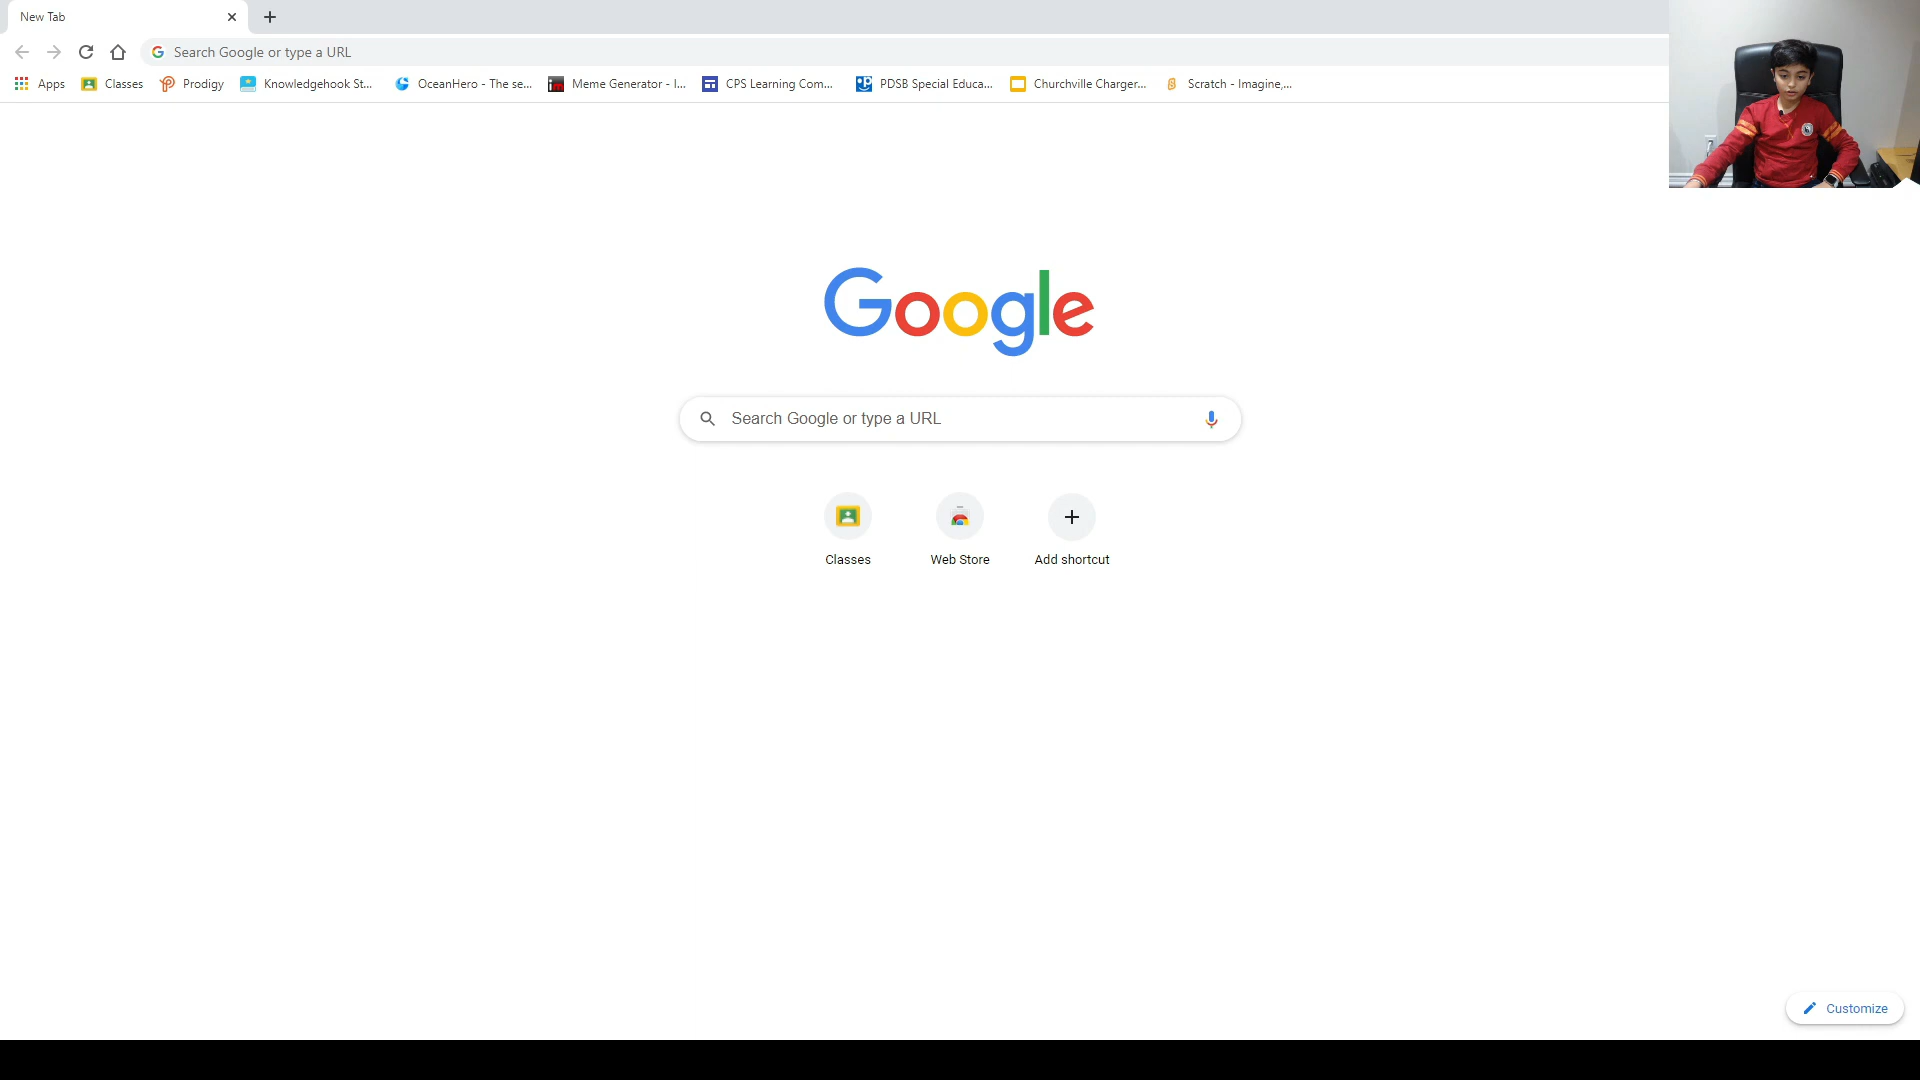 New Tab
Search Google or type a URL
Apps Classes Prodigy Knowledgehook St... OceanHero - The se... Meme Generator - I... CPS Learning Com... PDSB Special Educa... Churchville Charger... Scratch - Imagine,...
Google
Search Google or type a URL
Classes Web Store Add shortcut
Customize